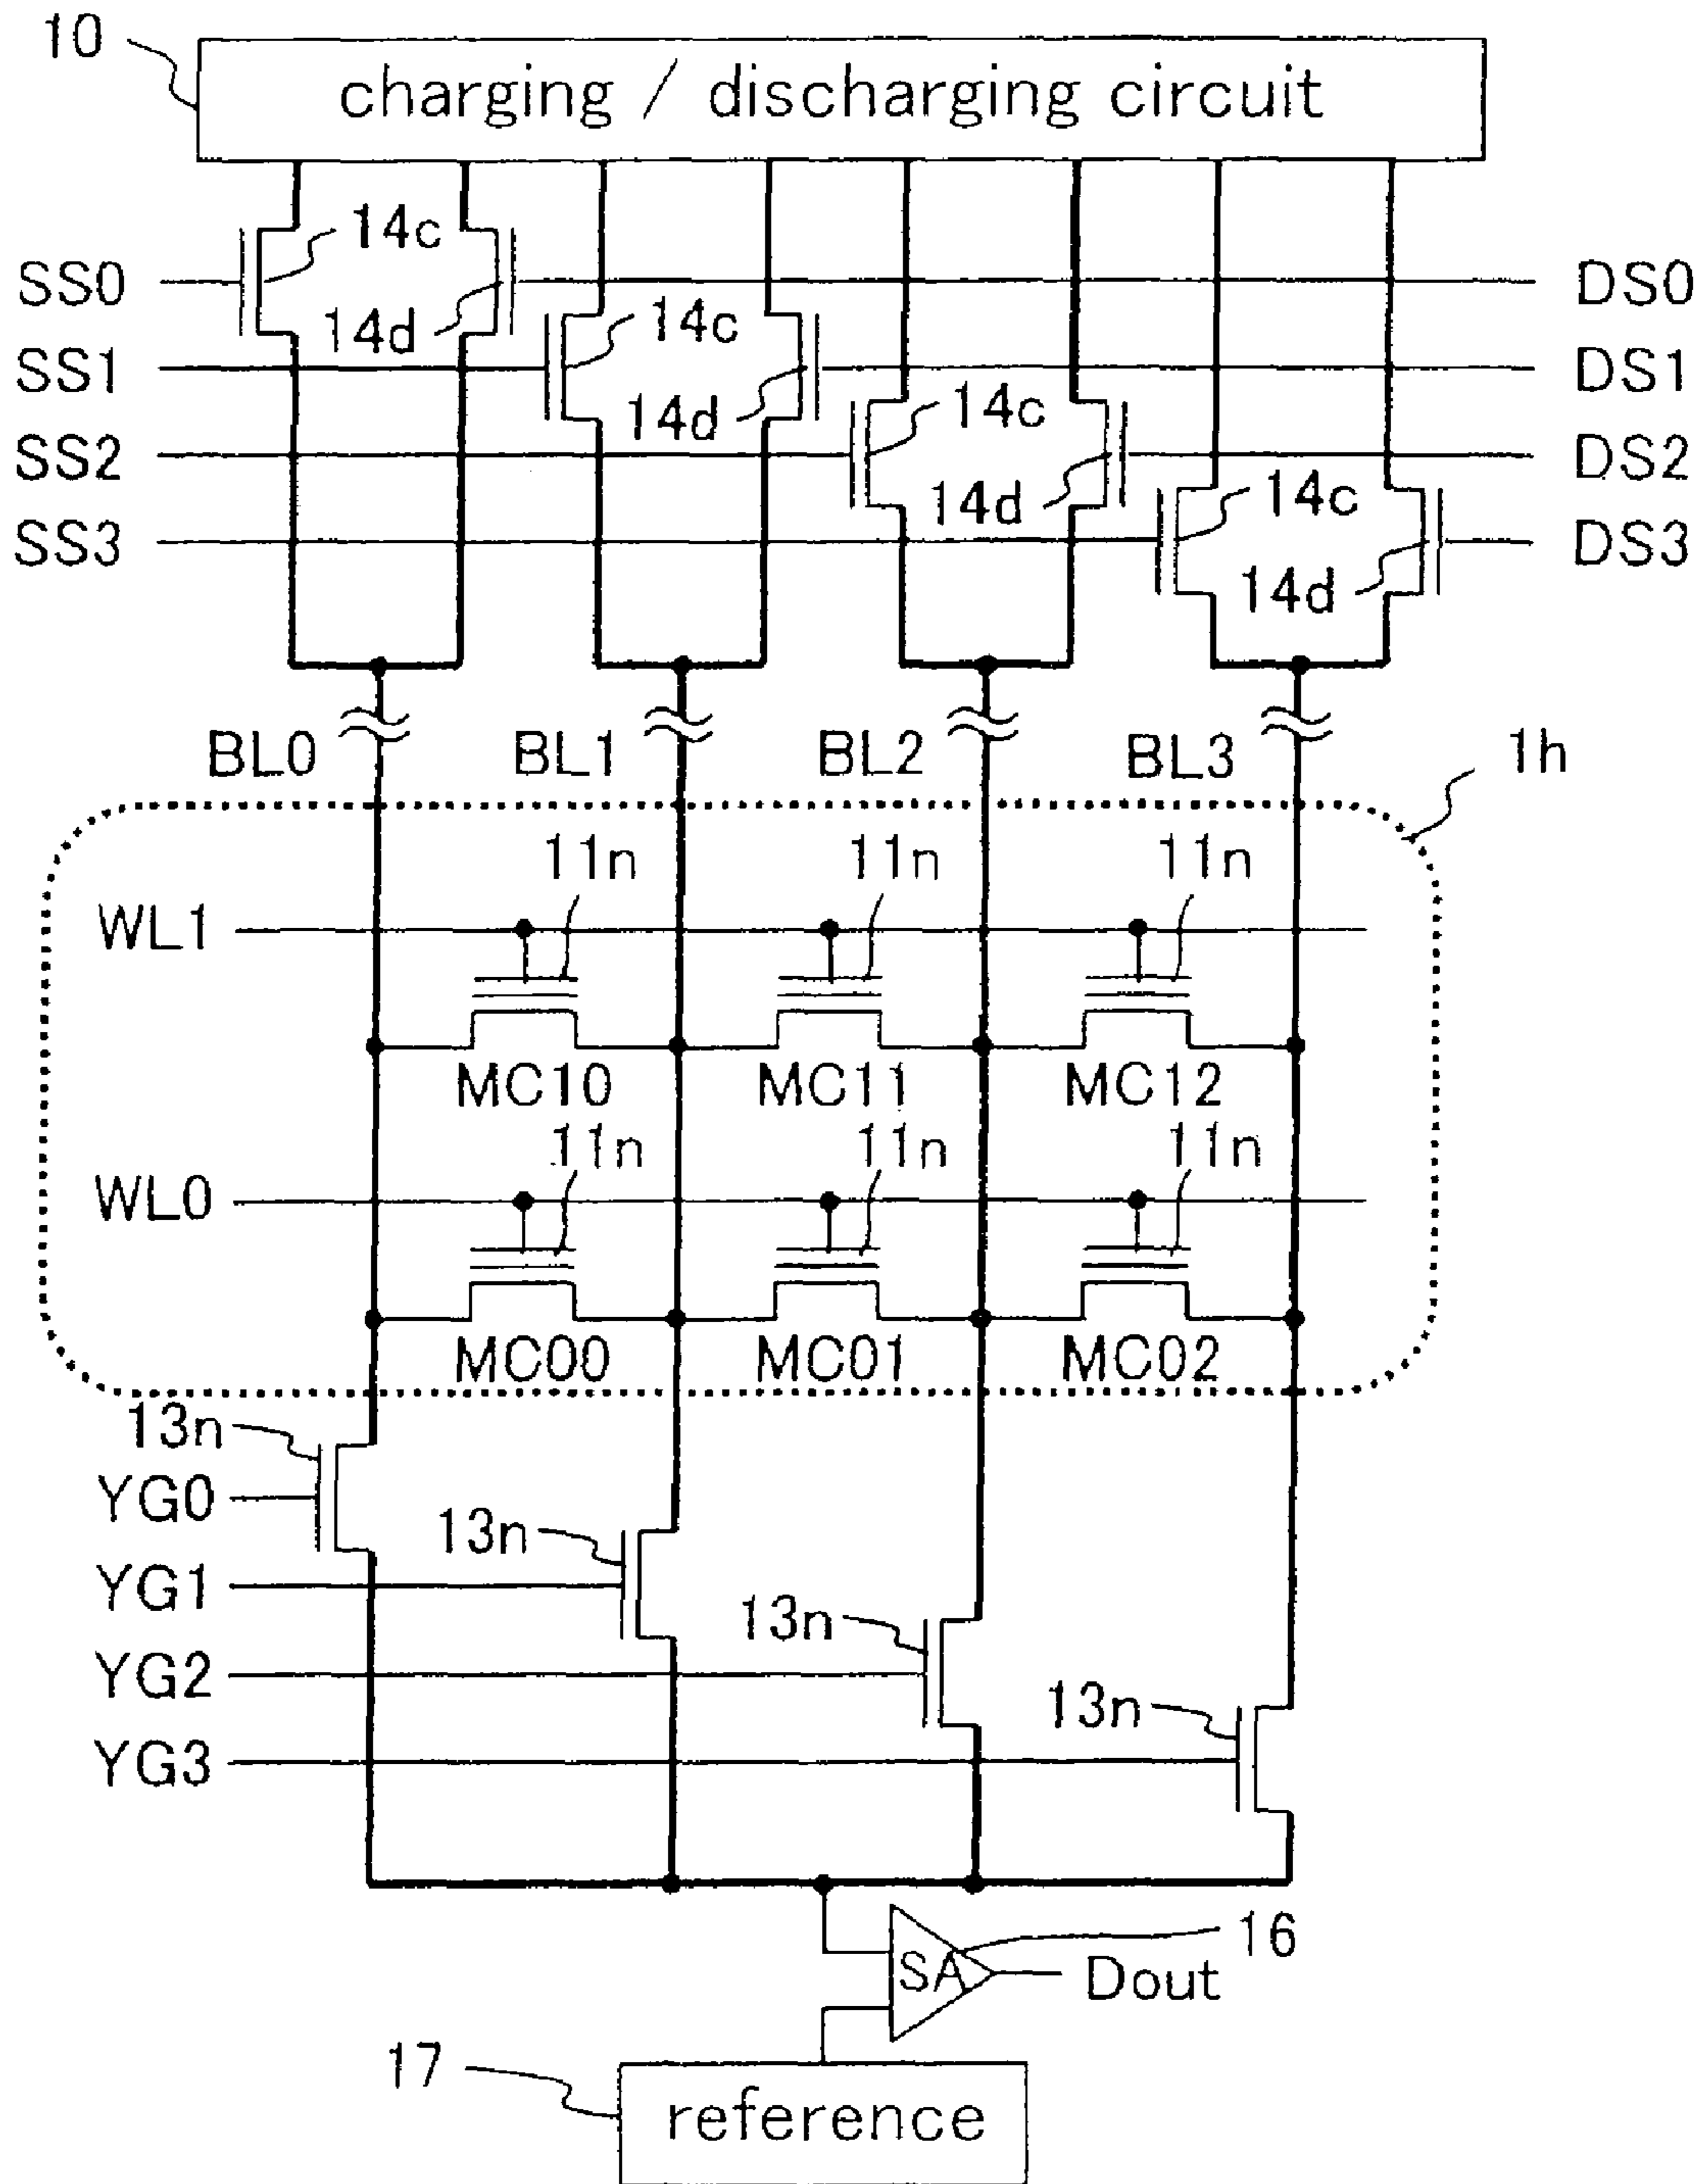 10
charging / discharging circuit
14c
SS0
DS0
14d
14c
SS1
DS1
14d
14c
SS2
DS2
14d
14c
SS3
DS3
14d
BL0 BL1 BL2 BL3
1h
11n 11n 11n
WL1
MC10 MC11 MC12
11n 11n 11n
WL0
MC00 MC01 MC02
13n
YG0
13n
YG1
13n
YG2
13n
YG3
16
SA
Dout
17
reference